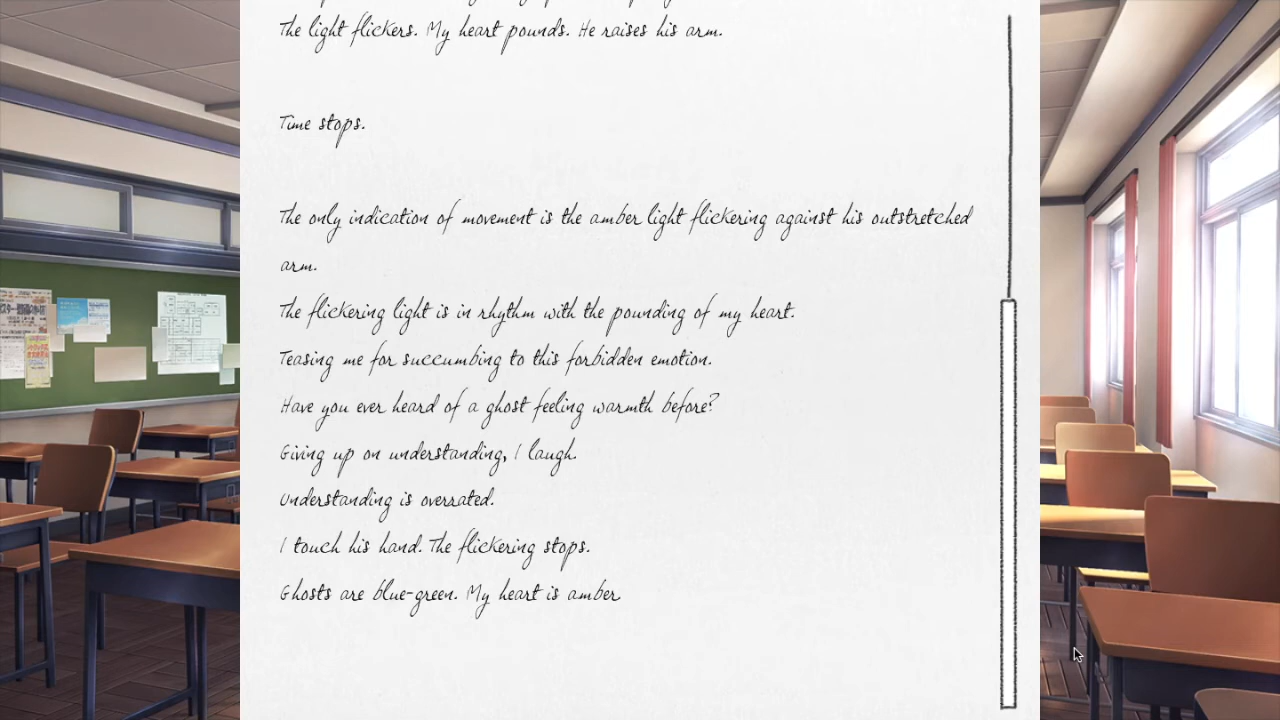 The light flickers. My heart pounds. He raises his arm.
Time stops.
The only indication of movement is the amber light flickering against his outstretched
arm.
The flickering light is in rhythm with the pounding of my heart.
Teasing me for succumbing to this forbidden emotion.
Have you ever heard of a ghost feeling warmth before?
Giving up on understanding, I laugh.
Understanding is overrated.
I touch his hand. The flickering stops.
Ghosts are blue-green. My heart is amber